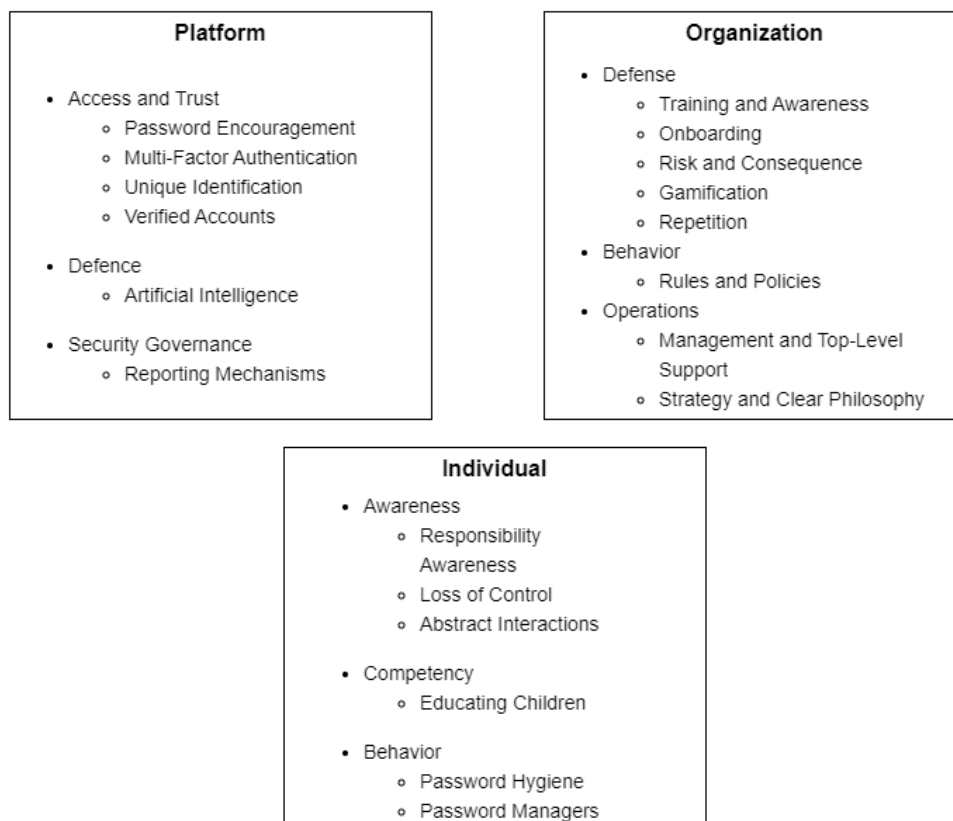 Platform
Access and Trust
Password Encouragement
Multi-Factor Authentication
Unique Identification
Verified Accounts
Defence
Artificial Intelligence
Security Governance
Reporting Mechanisms
Organization
Defense
Training and Awareness
Onboarding
Risk and Consequence
Gamification
Repetition
Behavior
Rules and Policies
Operations
Management and Top-Level
Support
Strategy and Clear Philosophy
Individual
Awareness
Responsibility
Awareness
Loss of Control
Abstract Interactions
Competency
Educating Children
Behavior
Password Hygiene
Password Managers